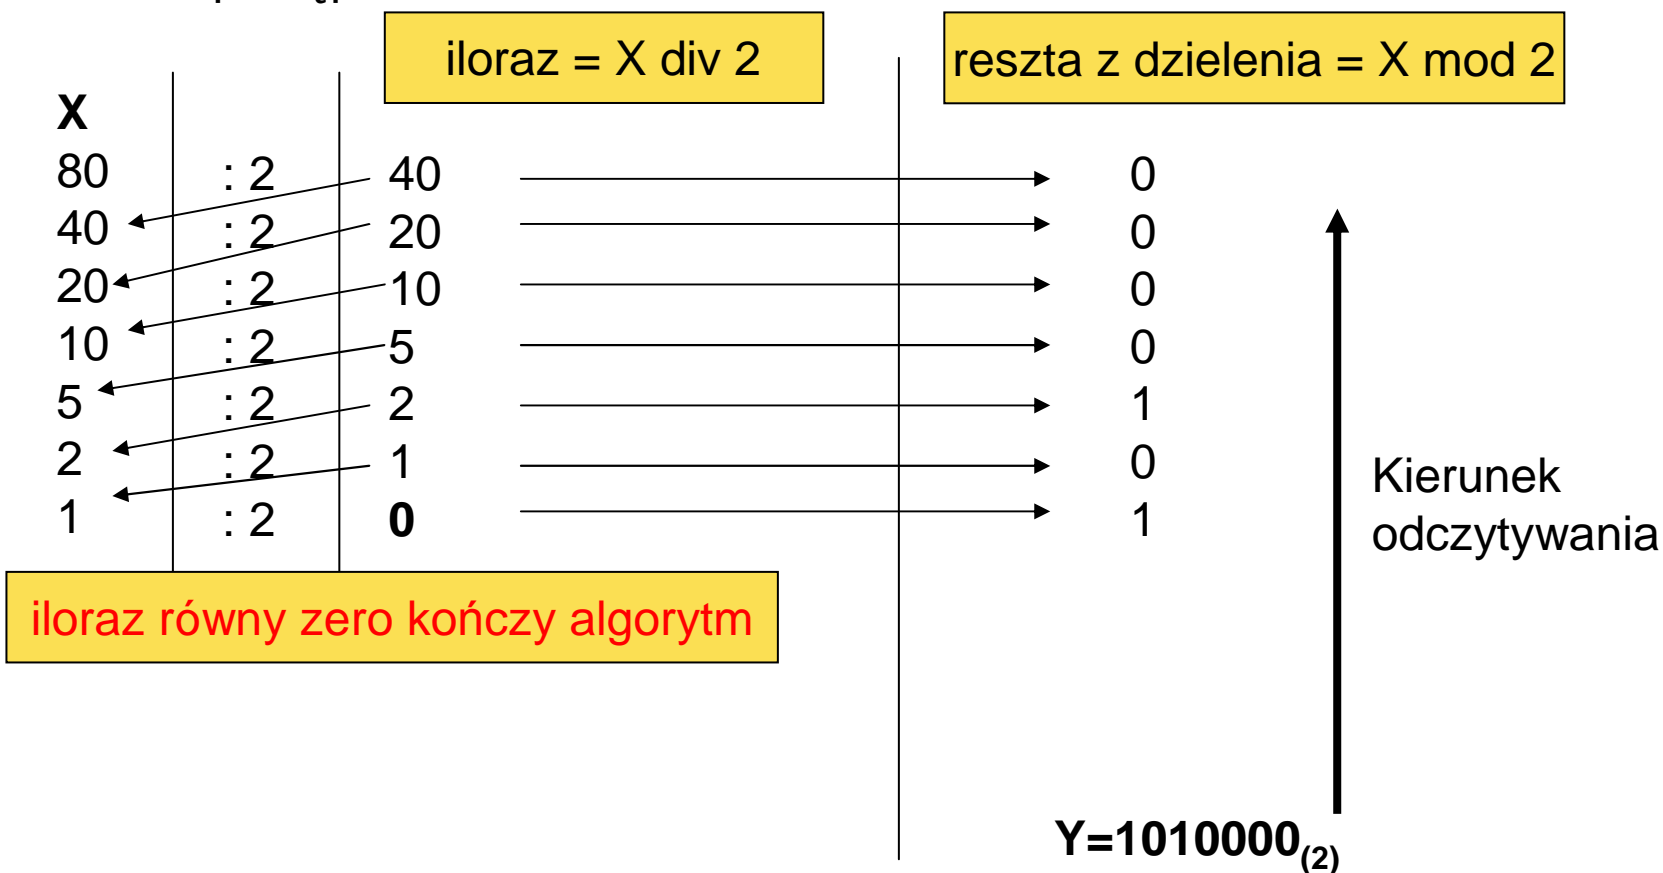 iloraz = X div 2
reszta z dzielenia = X mod 2
X
80 : 2 40 0
40 : 2 20 0
20 : 2 10 0
10 : 2 5 0
5 : 2 2 1
2 : 2 1 0
1 : 2 0 1
Kierunek
odczytywania
iloraz równy zero kończy algorytm
Y=1010000(2)